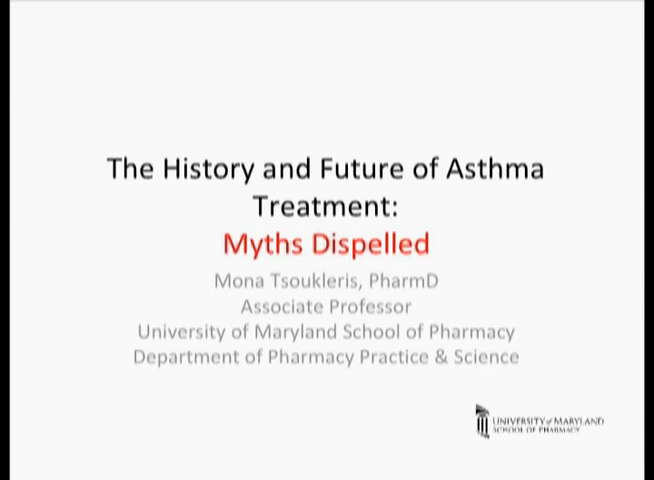 The History and Future of Asthma
Treatment:
Myths Dispelled
Mona Tsoukleris, PharmD
Associate Professor
University of Maryland School of Pharmacy
Department of Pharmacy Practice & Science
UNIVERSITY of MARYLAND
SCHOOL OF PHARMACY